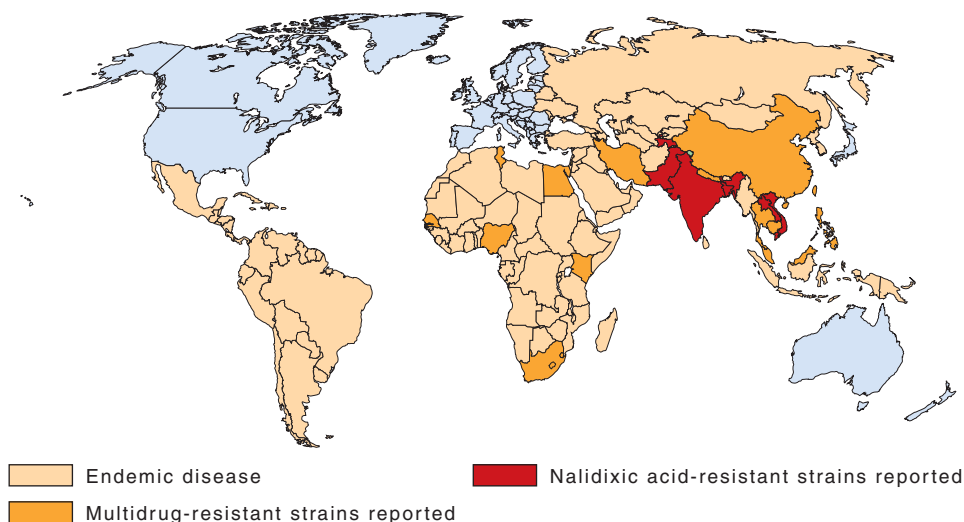 Endemic disease
Nalidixic acid-resistant strains reported
Multidrug-resistant strains reported